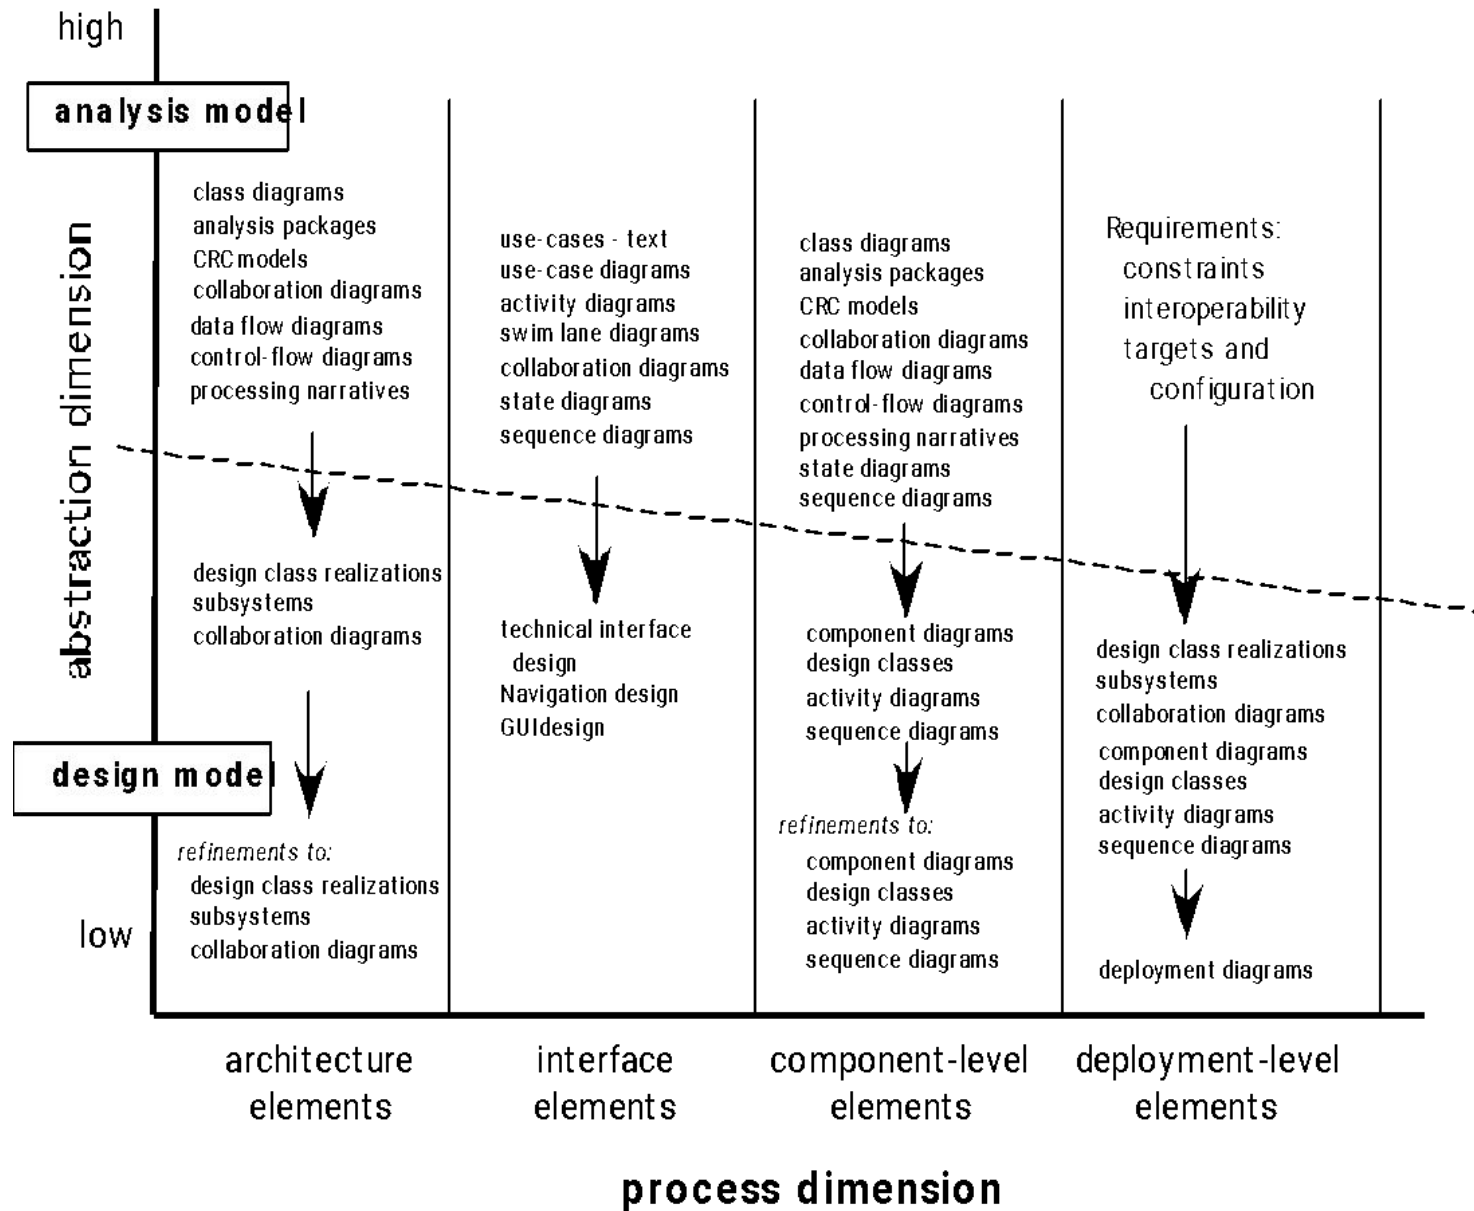 high
analysis model
abstraction dimension
class diagrams
analysis packages
CRC models
collaboration diagrams
data flow diagrams
control-flow diagrams
processing narratives
design class realizations
subsystems
collaboration diagrams
design model
refinements to:
design class realizations
subsystems
collaboration diagrams
low
use-cases - text
use-case diagrams
activity diagrams
swim lane diagrams
collaboration diagrams
state diagrams
sequence diagrams
technical interface
design
Navigation design
GUIdesign
class diagrams
analysis packages
CRC models
collaboration diagrams
data flow diagrams
control-flow diagrams
processing narratives
state diagrams
sequence diagrams
component diagrams
design classes
activity diagrams
sequence diagrams
refinements to:
component diagrams
design classes
activity diagrams
sequence diagrams
Requirements:
constraints
interoperability
targets and
configuration
design class realizations
subsystems
collaboration diagrams
component diagrams
design classes
activity diagrams
sequence diagrams
deployment diagrams
architecture
elements
interface
elements
component-level
elements
deployment-level
elements
process dimension